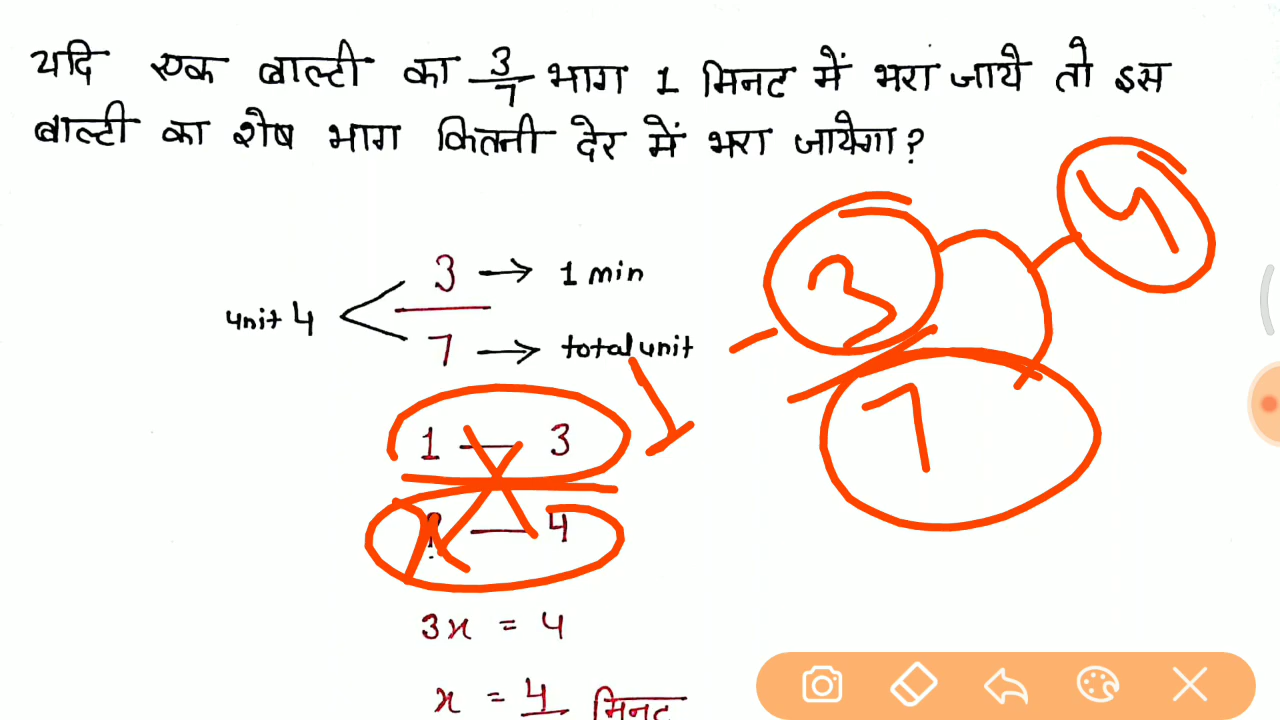 यदि एक बाल्टी का 3/7 भाग 1 मिनट में भरा जाये तो इस
बाल्टी का शेष भाग कितनी देर में भरा जायेगा?
unit 4 < 3 → 1 min
7 → total unit
1 — 3
? — 4
3x = 4
x = 4 मिनट
3
7
4